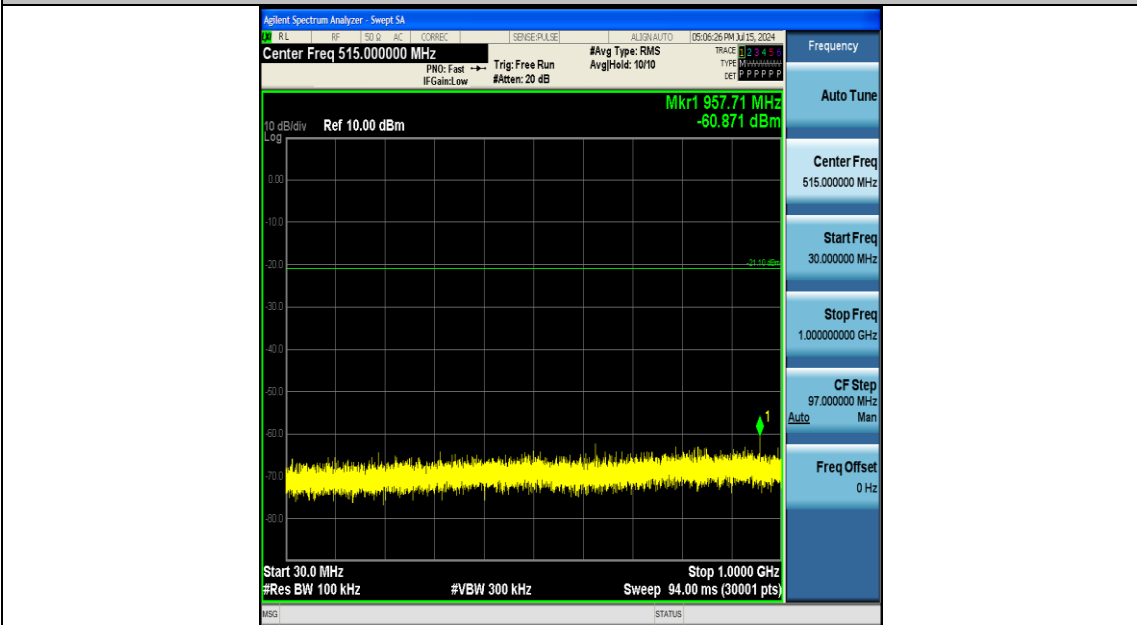 Agilent Spectrum Analyzer - Swept SA
RL RF 50 Ω AC CORREC SENSE:PULSE ALIGNAUTO 05:06:26 PM Jul 15, 2024
Center Freq 515.000000 MHz
#Avg Type: RMS
TRACE 1 2 3 4 5 6
PNO: Fast
Trig: Free Run
Avg|Hold: 10/10
TYPE M
IFGain:Low
#Atten: 20 dB
DET P P P P P P
Mkr1 957.71 MHz
10 dB/div Ref 10.00 dBm
-60.871 dBm
Log
0.00
-10.0
-20.0
-21.10 dBm
-30.0
-40.0
-50.0
1
-60.0
-70.0
-80.0
Start 30.0 MHz
Stop 1.0000 GHz
#Res BW 100 kHz
#VBW 300 kHz
Sweep 94.00 ms (30001 pts)
MSG
STATUS
Frequency
Auto Tune
Center Freq
515.000000 MHz
Start Freq
30.000000 MHz
Stop Freq
1.000000000 GHz
CF Step
97.000000 MHz
Auto Man
Freq Offset
0 Hz